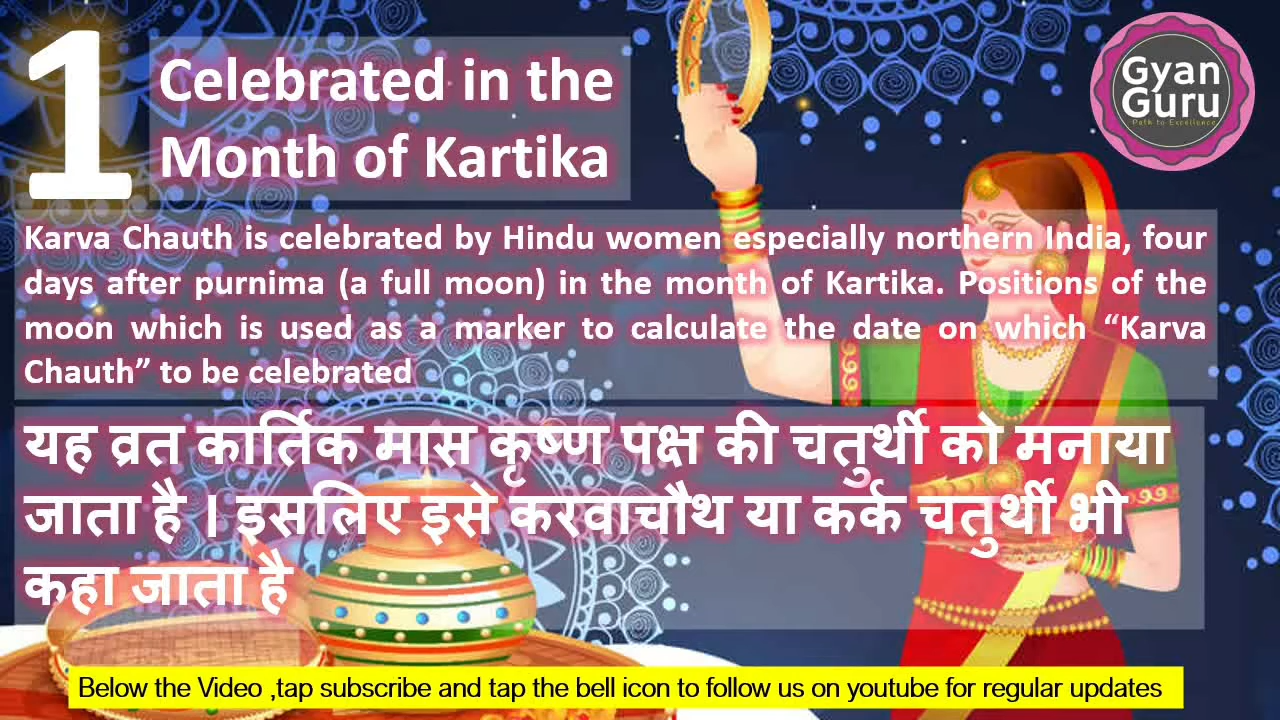 1
Celebrated in the
Month of Kartika
Gyan
Guru
Path to Excellence
Karva Chauth is celebrated by Hindu women especially northern India, four
days after purnima (a full moon) in the month of Kartika. Positions of the
moon which is used as a marker to calculate the date on which “Karva
Chauth” to be celebrated
यह व्रत कार्तिक मास कृष्ण पक्ष की चतुर्थी को मनाया
जाता है । इसलिए इसे करवाचौथ या कर्क चतुर्थी भी
कहा जाता है
Below the Video ,tap subscribe and tap the bell icon to follow us on youtube for regular updates